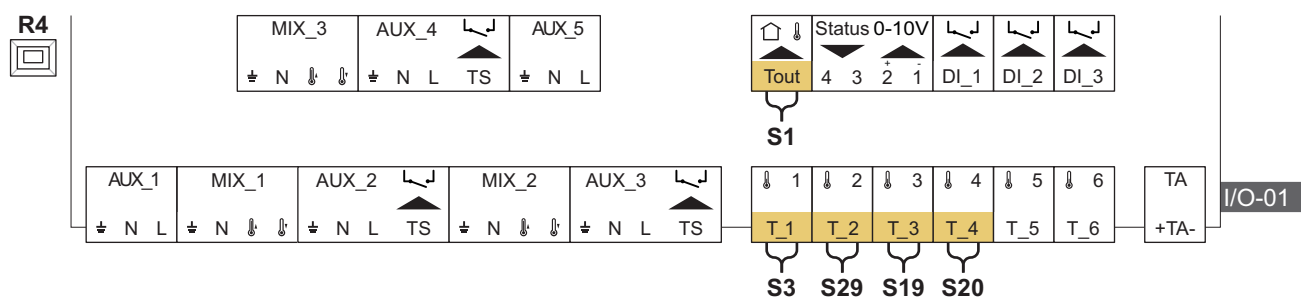 R4
MIX_3 AUX_4 AUX_5
N N L TS N L
Status 0-10V
+ -
Tout 4 3 2 1 DI_1 DI_2 DI_3
S1
AUX_1 MIX_1 AUX_2 MIX_2 AUX_3
N L N N L TS N N L TS
1 2 3 4 5 6
T_1 T_2 T_3 T_4 T_5 T_6
TA
+TA-
I/O-01
S3 S29 S19 S20